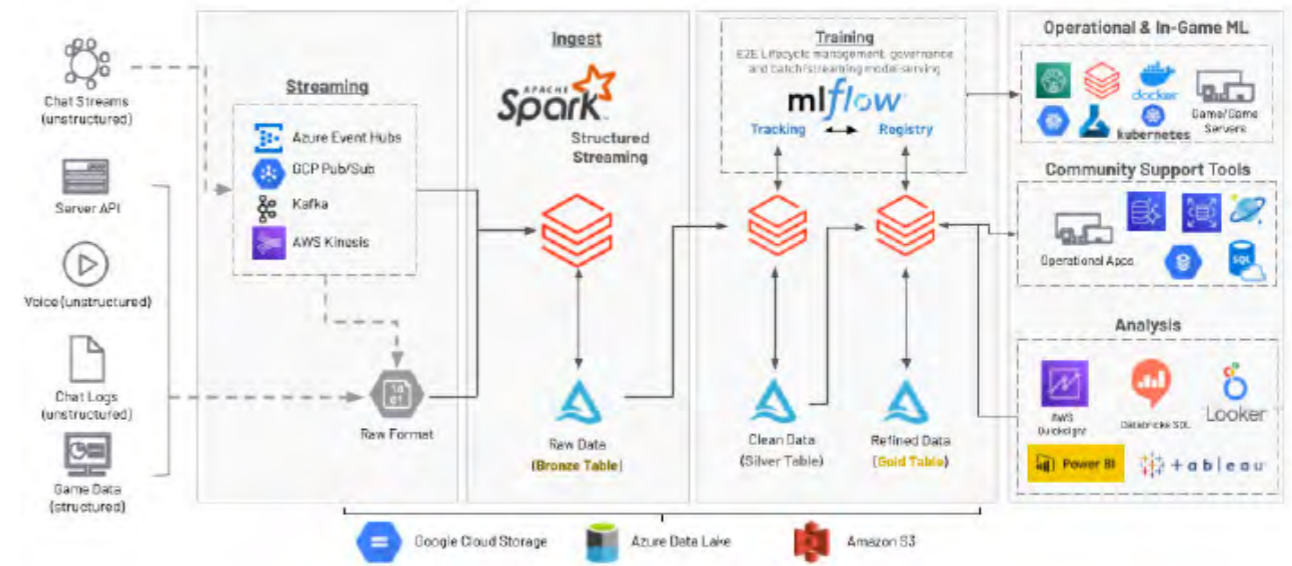 Chat Streams
(unstructured)
Server API
Voice (unstructured)
Chat Logs
(unstructured)
Game Data
(structured)
Streaming
Azure Event Hubs
GCP Pub/Sub
Kafka
AWS Kinesis
Raw Format
Ingest
APACHE
Spark
Structured
Streaming
Raw Data
(Bronze Table)
Training
E2E Lifecycle management, governance
and batch/streaming model-serving
mlflow
Tracking
Registry
Clean Data
(Silver Table)
Refined Data
(Gold Table)
Operational & In-Game ML
docker
kubernetes
Game/Game
Servers
Community Support Tools
Operational Apps
SQL
Analysis
AWS
Quicksight
Databricks SQL
Looker
Power BI
+ableau
Google Cloud Storage
Azure Data Lake
Amazon S3